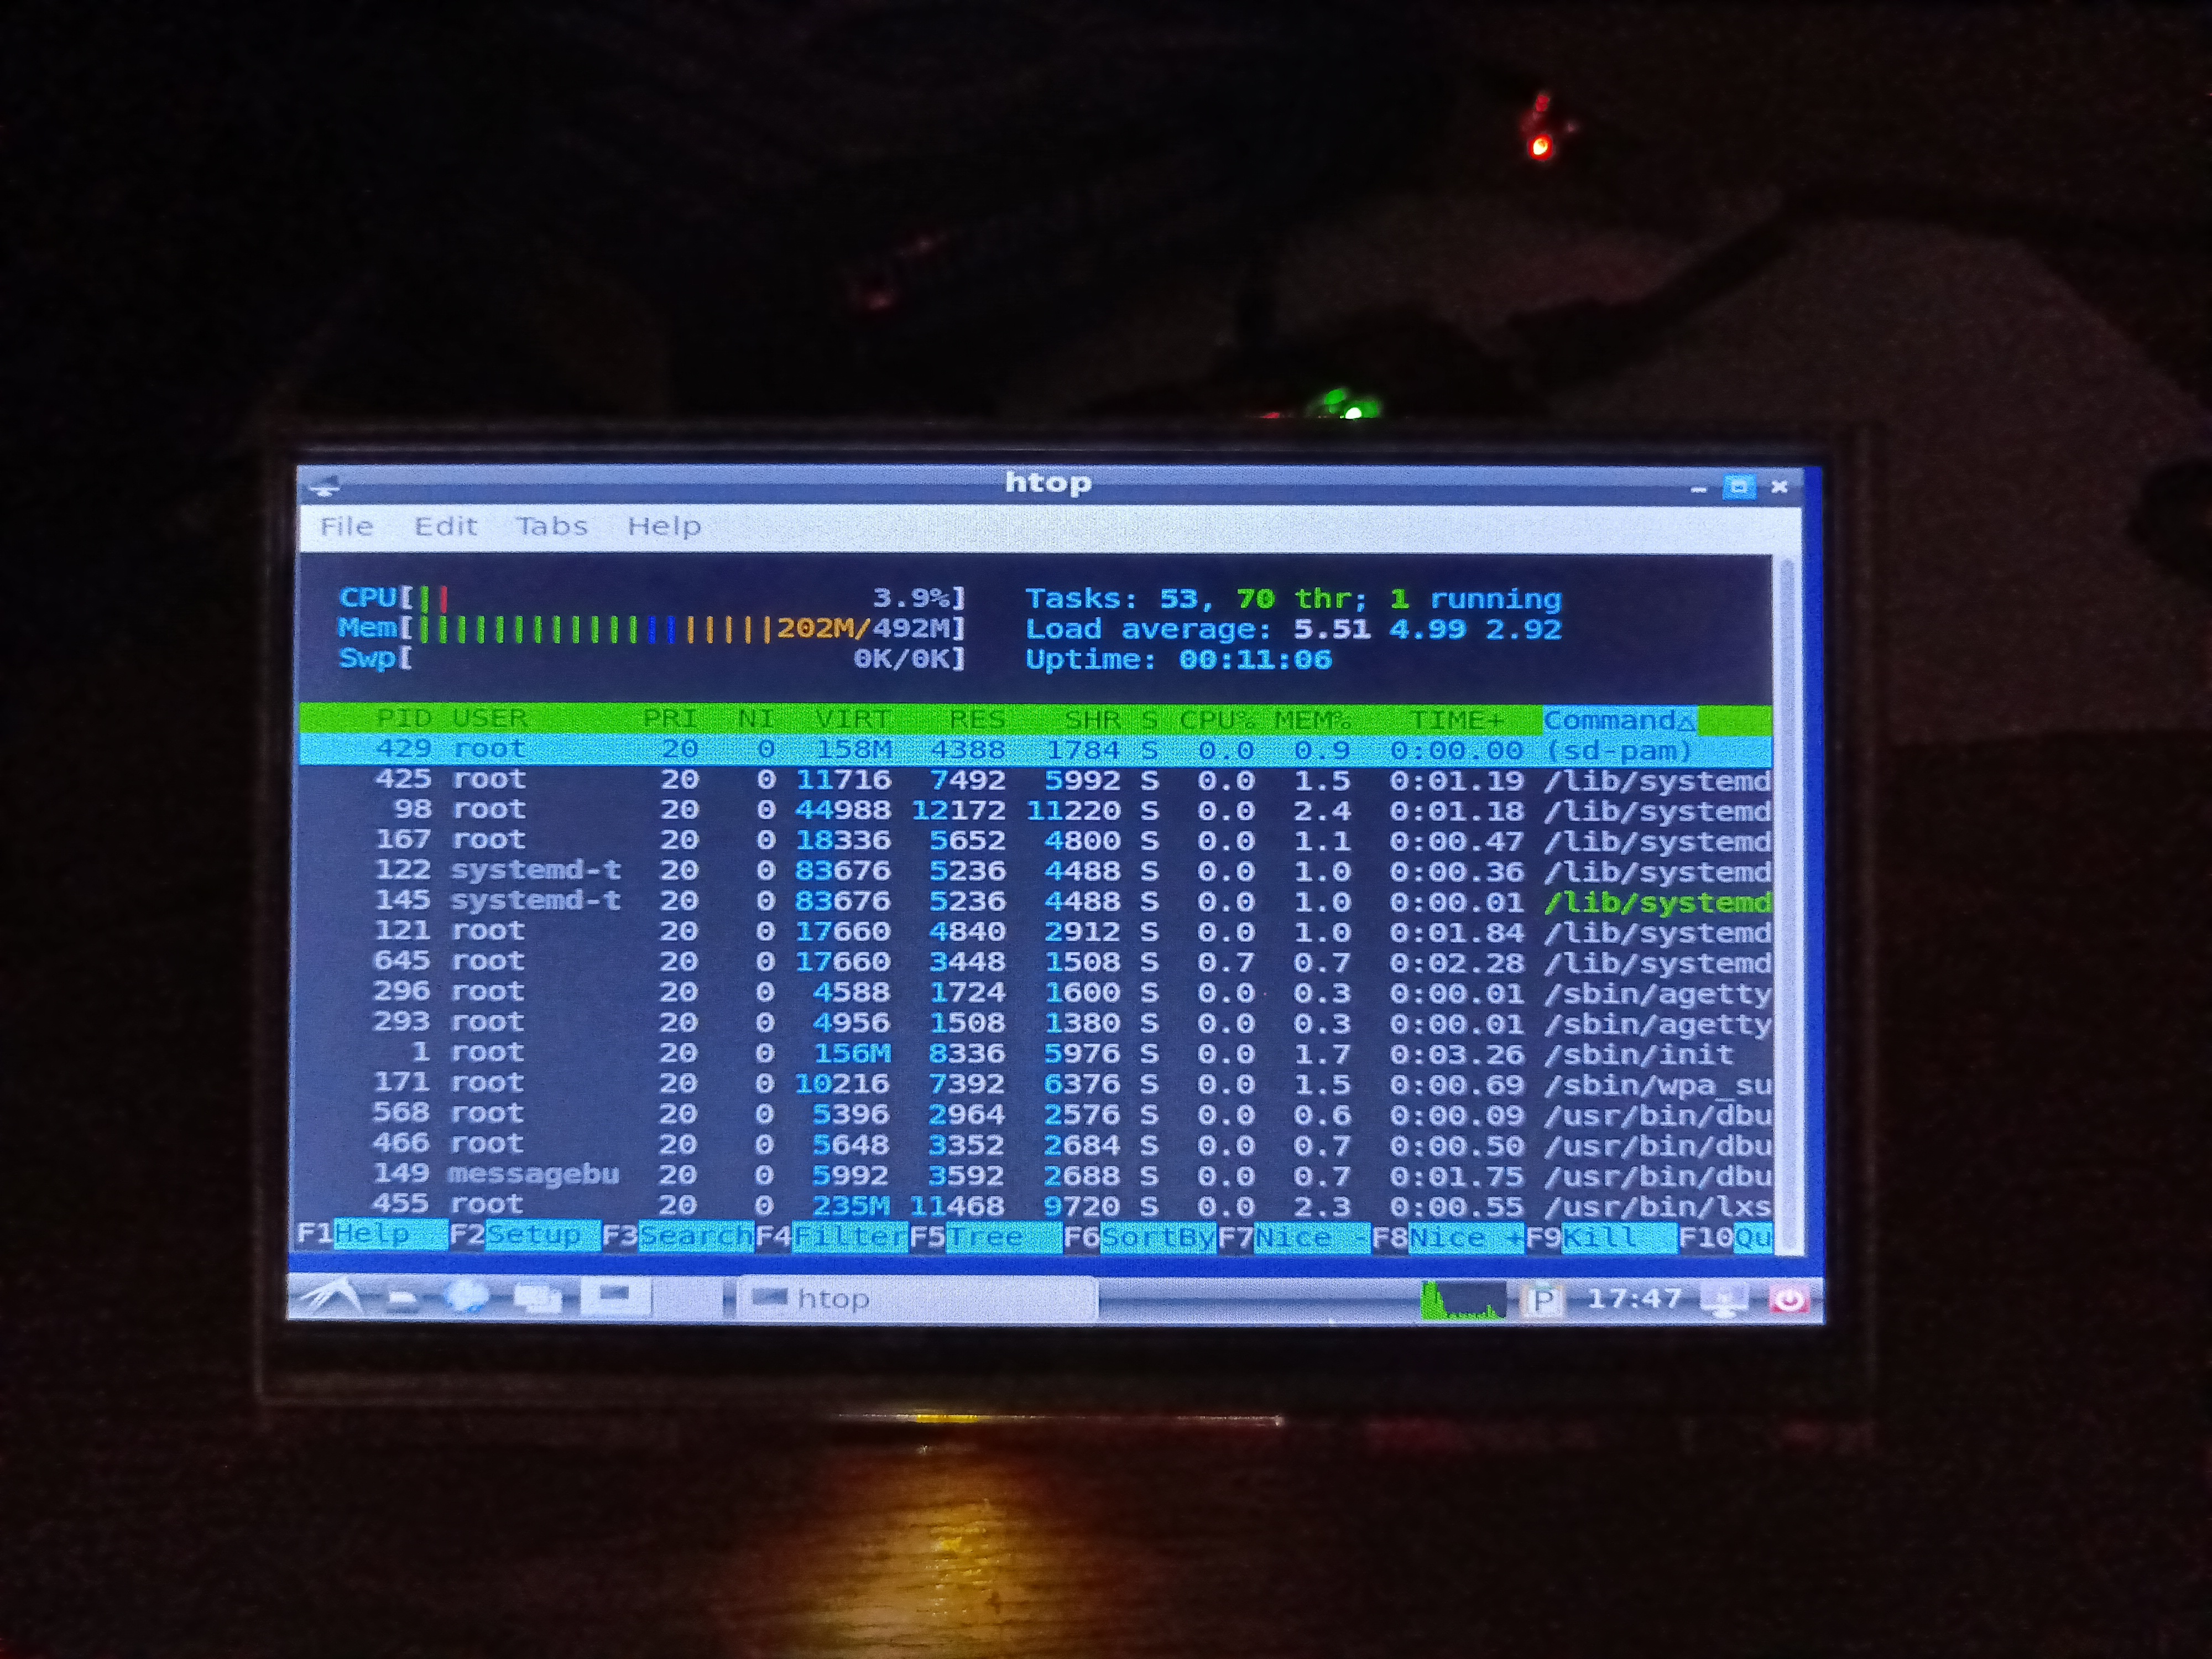 htop
File Edit Tabs Help
CPU[|| 3.9%] Tasks: 53, 70 thr; 1 running
Mem[|||||||||||||||||||202M/492M] Load average: 5.51 4.99 2.92
Swp[ 0K/0K] Uptime: 00:11:06
PID USER PRI NI VIRT RES SHR S CPU% MEM% TIME+ Command△
429 root 20 0 158M 4388 1784 S 0.0 0.9 0:00.00 (sd-pam)
425 root 20 0 11716 7492 5992 S 0.0 1.5 0:01.19 /lib/systemd
98 root 20 0 44988 12172 11220 S 0.0 2.4 0:01.18 /lib/systemd
167 root 20 0 18336 5652 4800 S 0.0 1.1 0:00.47 /lib/systemd
122 systemd-t 20 0 83676 5236 4488 S 0.0 1.0 0:00.36 /lib/systemd
145 systemd-t 20 0 83676 5236 4488 S 0.0 1.0 0:00.01 /lib/systemd
121 root 20 0 17660 4840 2912 S 0.0 1.0 0:01.84 /lib/systemd
645 root 20 0 17660 3448 1508 S 0.7 0.7 0:02.28 /lib/systemd
296 root 20 0 4588 1724 1600 S 0.0 0.3 0:00.01 /sbin/agetty
293 root 20 0 4956 1508 1380 S 0.0 0.3 0:00.01 /sbin/agetty
1 root 20 0 156M 8336 5976 S 0.0 1.7 0:03.26 /sbin/init
171 root 20 0 10216 7392 6376 S 0.0 1.5 0:00.69 /sbin/wpa_su
568 root 20 0 5396 2964 2576 S 0.0 0.6 0:00.09 /usr/bin/dbu
466 root 20 0 5648 3352 2684 S 0.0 0.7 0:00.50 /usr/bin/dbu
149 messagebu 20 0 5992 3592 2688 S 0.0 0.7 0:01.75 /usr/bin/dbu
455 root 20 0 235M 11468 9720 S 0.0 2.3 0:00.55 /usr/bin/lxs
F1Help F2Setup F3SearchF4FilterF5Tree F6SortByF7Nice -F8Nice +F9Kill F10Qu
htop P 17:47